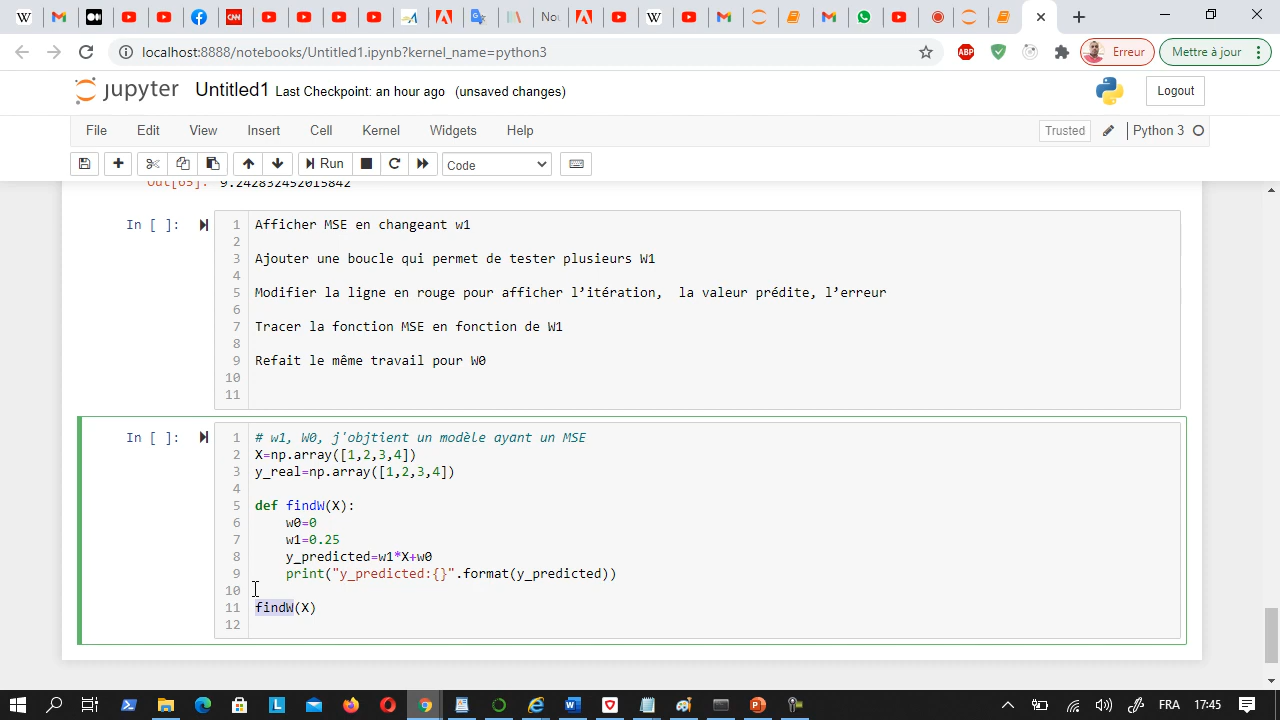 No
localhost:8888/notebooks/Untitled1.ipynb?kernel_name=python3
ABP
Erreur
Mettre à jour
jupyter
Untitled1
Last Checkpoint: an hour ago
(unsaved changes)
Logout
File
Edit
View
Insert
Cell
Kernel
Widgets
Help
Trusted
Python 3
Run
Code
Out[65]: 9.242832452015842
In [ ]:
1 Afficher MSE en changeant w1
2
3 Ajouter une boucle qui permet de tester plusieurs W1
4
5 Modifier la ligne en rouge pour afficher l’itération,  la valeur prédite, l’erreur
6
7 Tracer la fonction MSE en fonction de W1
8
9 Refait le même travail pour W0
10
11
In [ ]:
1 # w1, W0, j'objtient un modèle ayant un MSE
2 X=np.array([1,2,3,4])
3 y_real=np.array([1,2,3,4])
4
5 def findW(X):
6     w0=0
7     w1=0.25
8     y_predicted=w1*X+w0
9     print("y_predicted:{}".format(y_predicted))
10
11 findW(X)
12
FRA
17:45